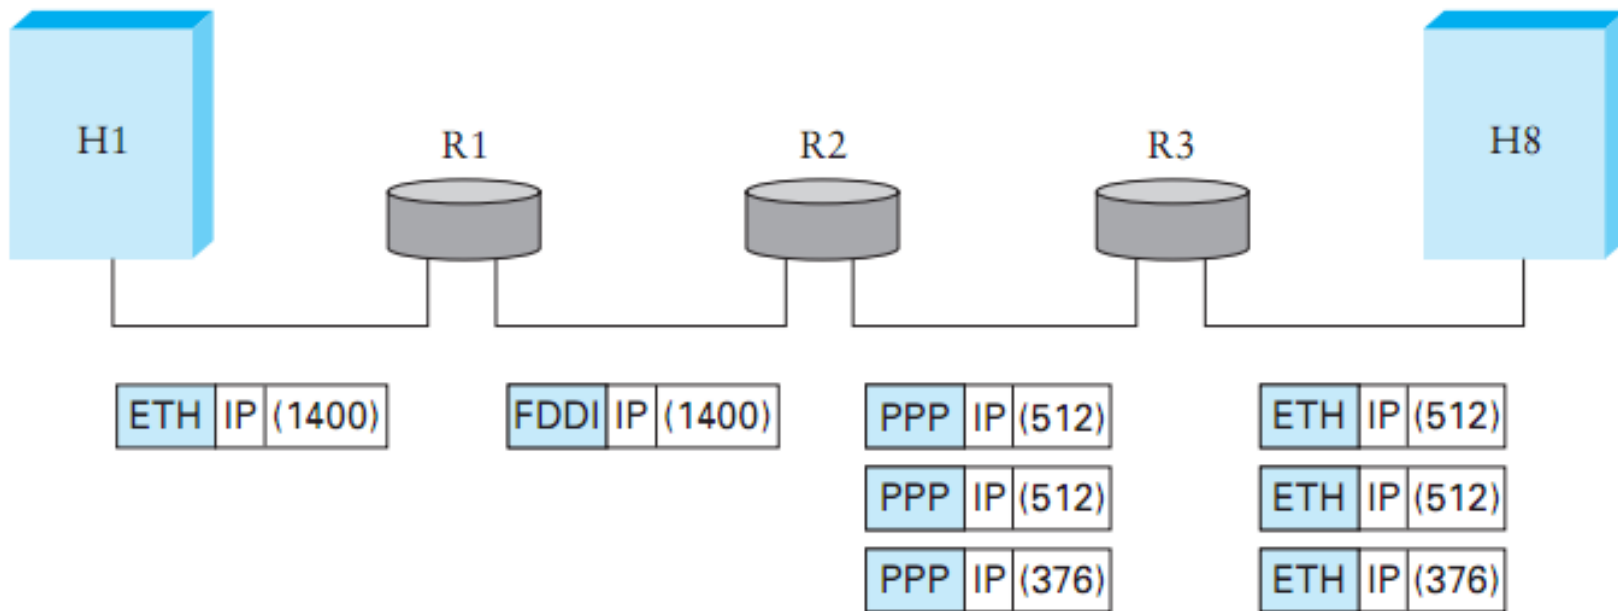 H1 R1 R2 R3 H8
ETH IP (1400) FDDI IP (1400) PPP IP (512) ETH IP (512)
PPP IP (512) ETH IP (512)
PPP IP (376) ETH IP (376)